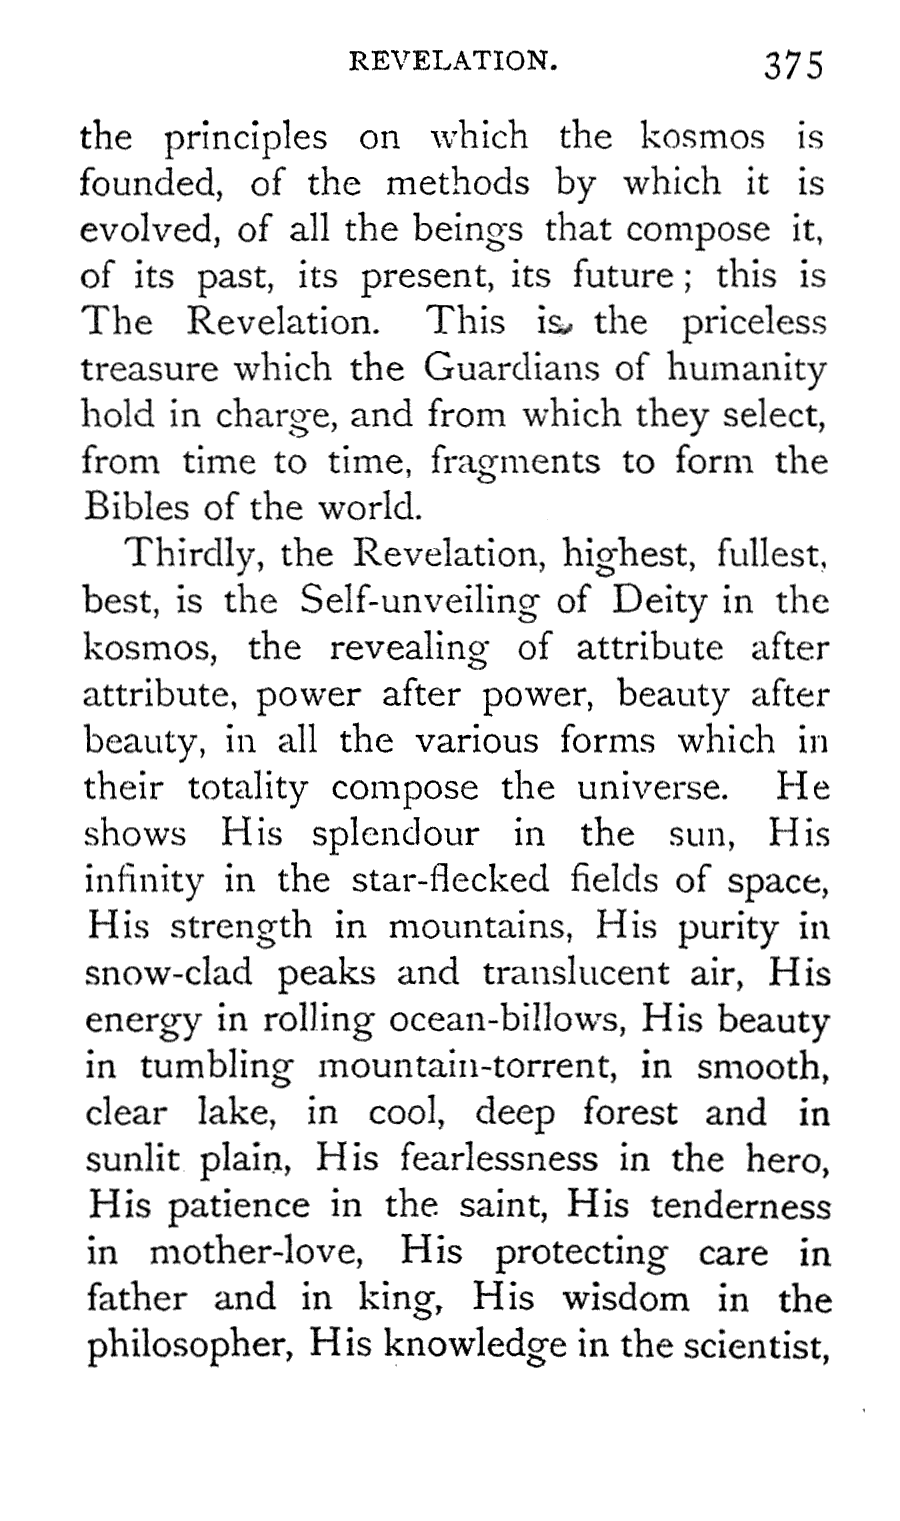 REVELATION. 375
the principles on which the kosmos is
founded, of the methods by which it is
evolved, of all the beings that compose it,
of its past, its present, its future ; this is
The Revelation. This is the priceless
treasure which the Guardians of humanity
hold in charge, and from which they select,
from time to time, fragments to form the
Bibles of the world.
Thirdly, the Revelation, highest, fullest,
best, is the Self-unveiling of Deity in the
kosmos, the revealing of attribute after
attribute, power after power, beauty after
beauty, in all the various forms which in
their totality compose the universe. He
shows His splendour in the sun, His
infinity in the star-flecked fields of space,
His strength in mountains, His purity in
snow-clad peaks and translucent air, His
energy in rolling ocean-billows, His beauty
in tumbling mountain-torrent, in smooth,
clear lake, in cool, deep forest and in
sunlit plain, His fearlessness in the hero,
His patience in the saint, His tenderness
in mother-love, His protecting care in
father and in king, His wisdom in the
philosopher, His knowledge in the scientist,